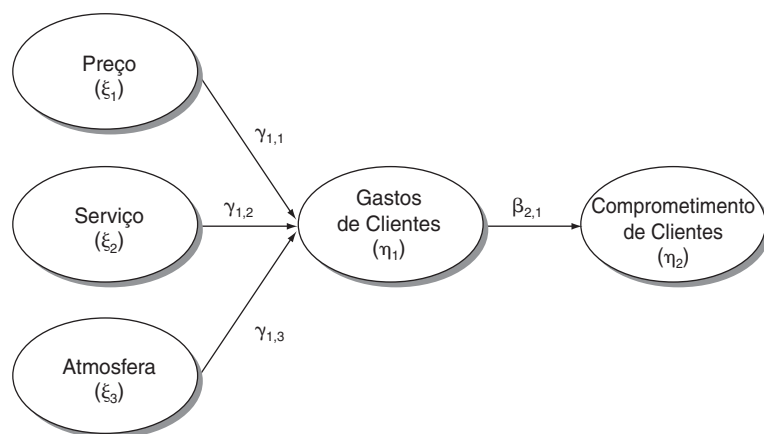 Preço
(ξ₁)
γ₁,₁
Serviço
(ξ₂)
γ₁,₂
Gastos
de Clientes
(η₁)
β₂,₁
Comprometimento
de Clientes
(η₂)
γ₁,₃
Atmosfera
(ξ₃)